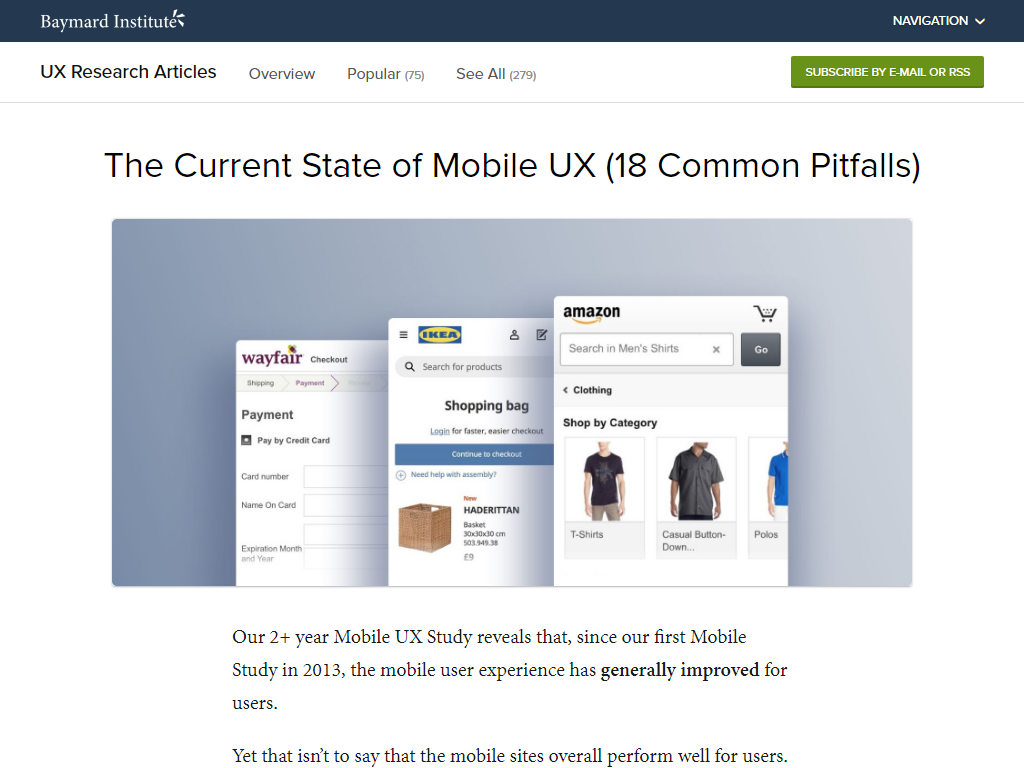 Baymard Institute
NAVIGATION
UX Research Articles
Overview
Popular (75)
See All (279)
SUBSCRIBE BY E-MAIL OR RSS
The Current State of Mobile UX (18 Common Pitfalls)
wayfair
Checkout
Shipping
Payment
Payment
Pay by Credit Card
Card number
Name On Card
Expiration Month
and Year
IKEA
Search for products
Shopping bag
Login for faster, easier checkout
Continue to checkout
Need help with assembly?
New
HADERITTAN
Basket
30x30x30 cm
503.949.38
£9
amazon
Search in Men's Shirts
Go
Clothing
Shop by Category
T-Shirts
Casual Button-
Down...
Polos
Our 2+ year Mobile UX Study reveals that, since our first Mobile
Study in 2013, the mobile user experience has generally improved for
users.
Yet that isn’t to say that the mobile sites overall perform well for users.